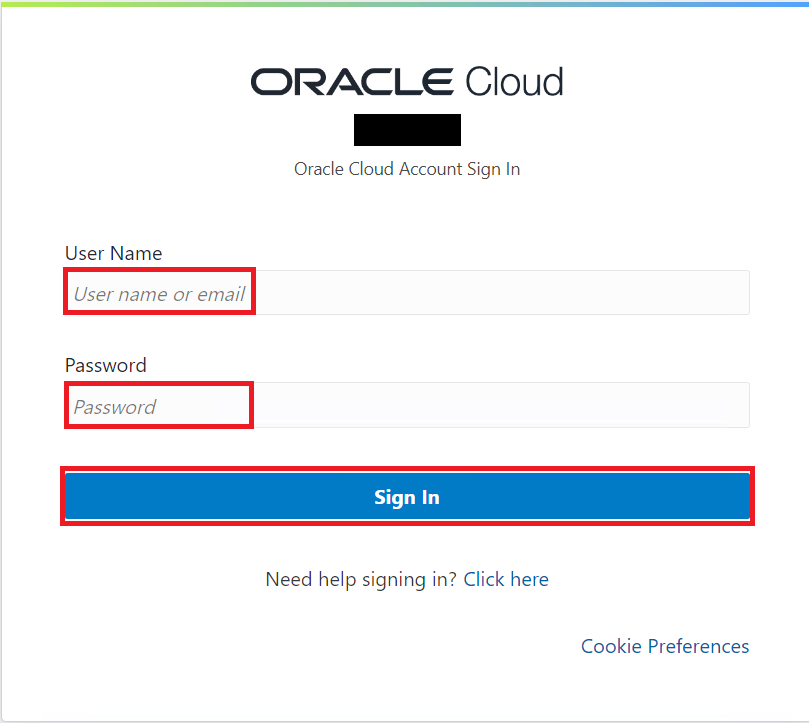 ORACLE Cloud
Oracle Cloud Account Sign In
User Name
User name or email
Password
Password
Sign In
Need help signing in? Click here
Cookie Preferences